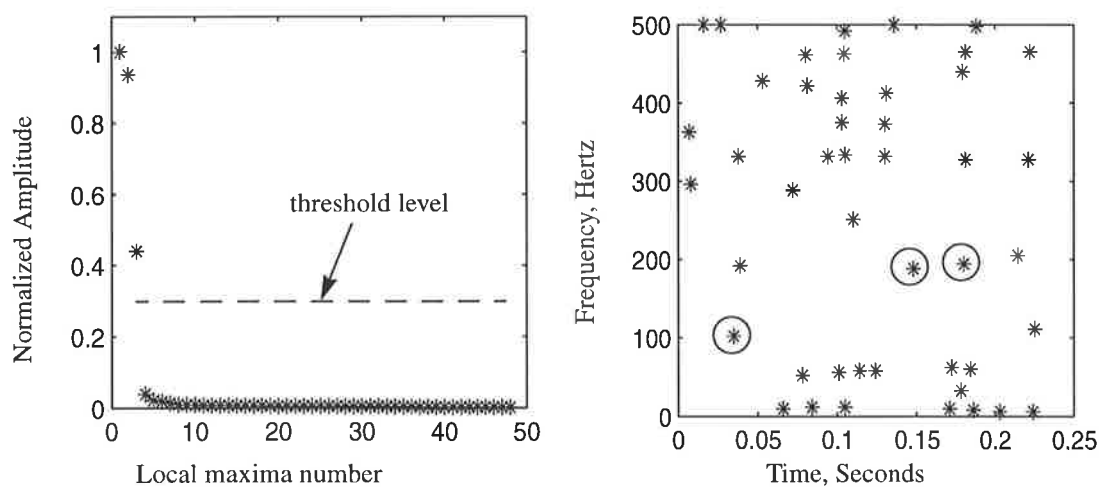 Normalized Amplitude
1
0.8
0.6
0.4
0.2
0
threshold level
0 10 20 30 40 50
Local maxima number
Frequency, Hertz
500
400
300
200
100
0
0 0.05 0.1 0.15 0.2 0.25
Time, Seconds